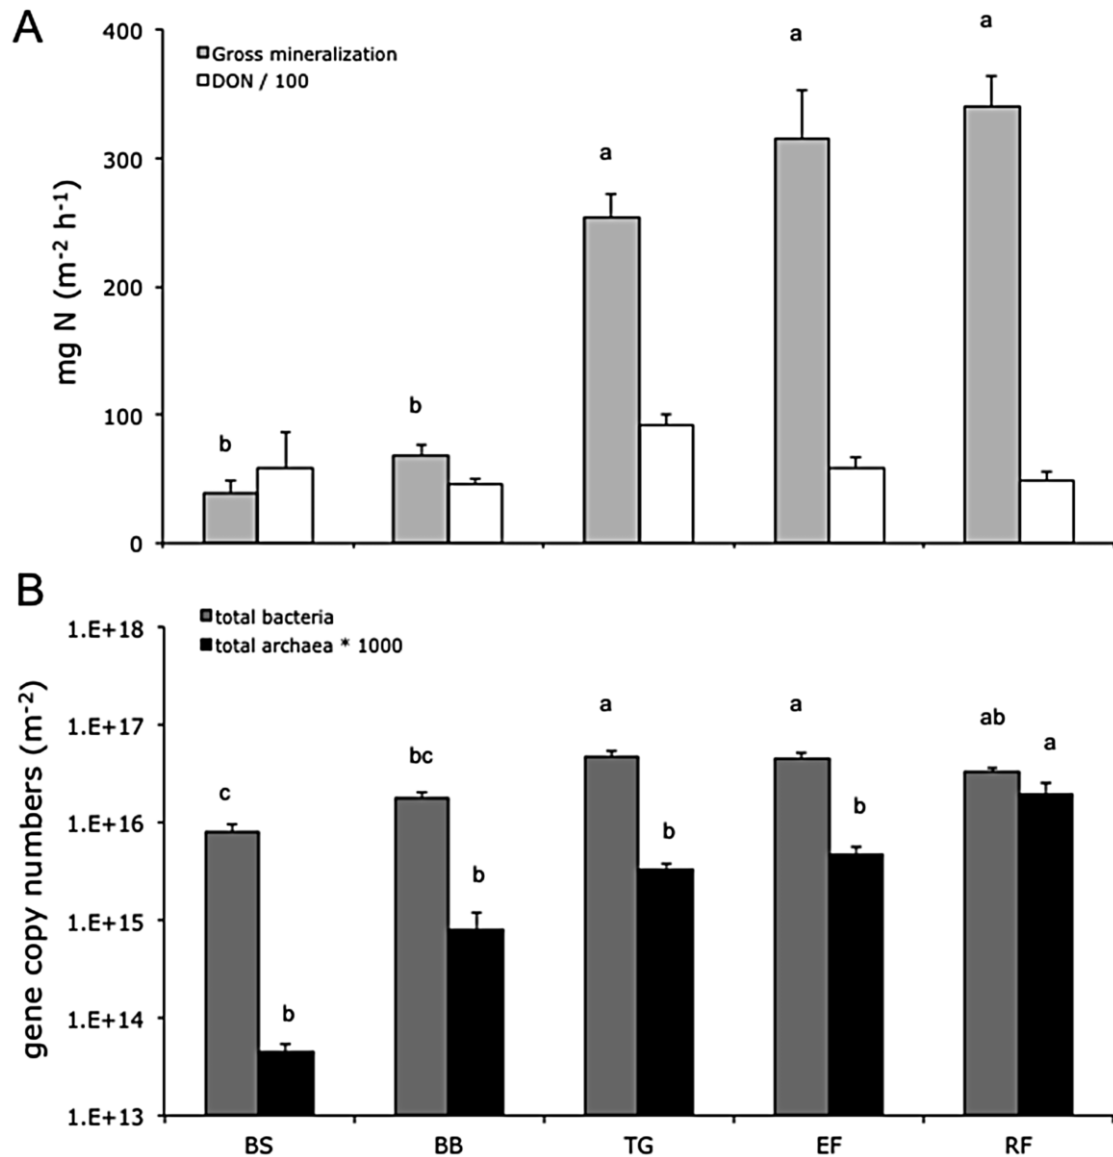 A
400
300
200
100
0
mg N (m-2 h-1)
Gross mineralization
DON / 100
b
b
a
a
a
B
1.E+18
1.E+17
1.E+16
1.E+15
1.E+14
1.E+13
gene copy numbers (m-2)
total bacteria
total archaea * 1000
c
b
bc
b
a
b
a
b
ab
a
BS BB TG EF RF